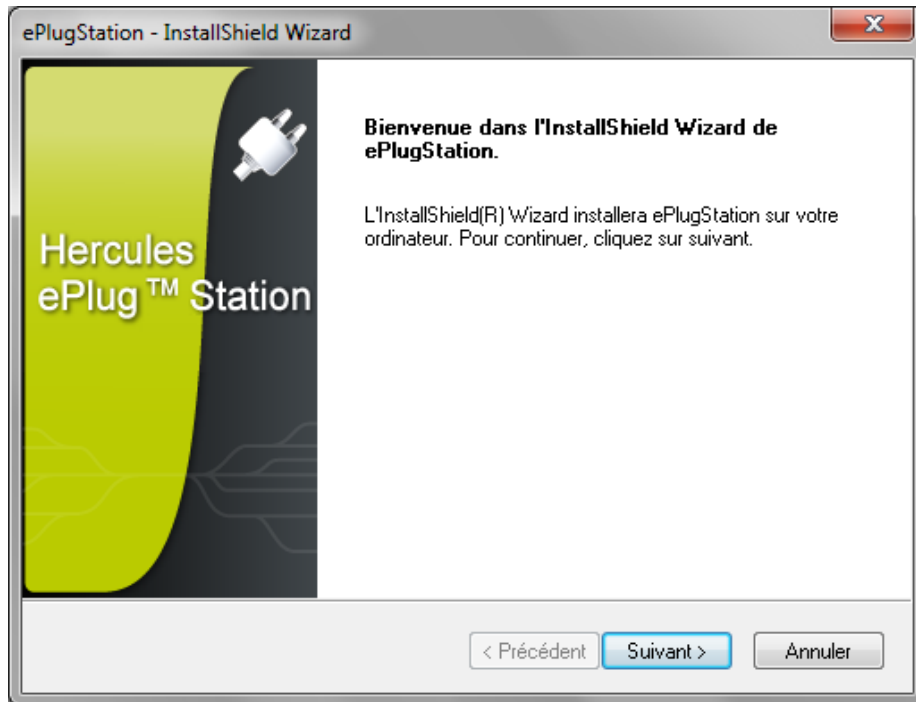 ePlugStation - InstallShield Wizard
Bienvenue dans l'InstallShield Wizard de
ePlugStation.
L'InstallShield(R) Wizard installera ePlugStation sur votre
ordinateur. Pour continuer, cliquez sur suivant.
Hercules
ePlug™ Station
< Précédent
Suivant >
Annuler